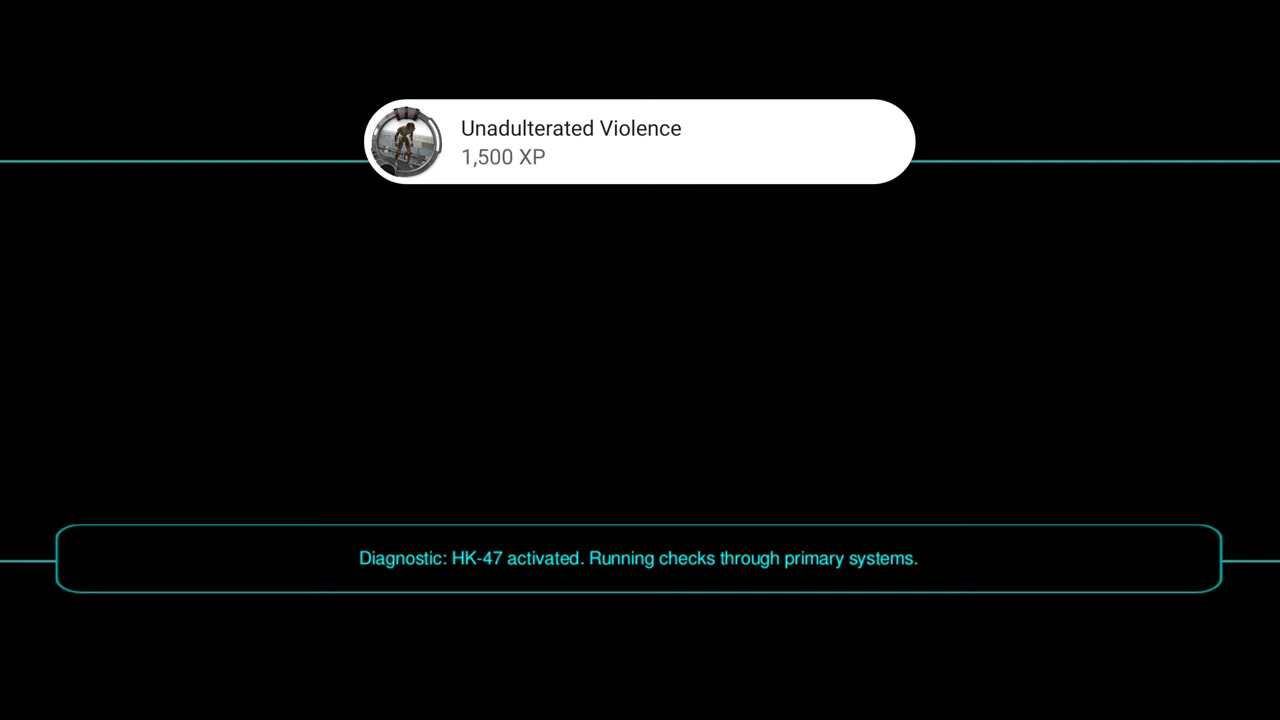 Unadulterated Violence
1,500 XP
Diagnostic: HK-47 activated. Running checks through primary systems.